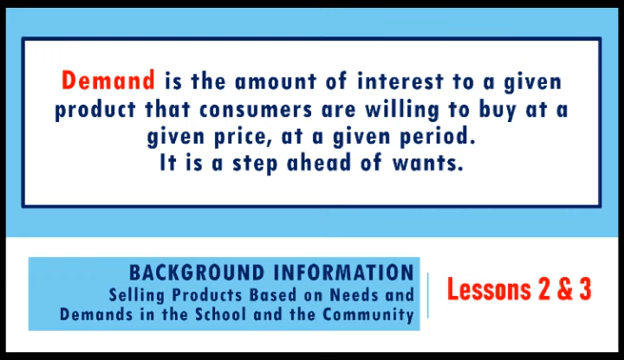 Demand is the amount of interest to a given
product that consumers are willing to buy at a
given price, at a given period.
It is a step ahead of wants.
BACKGROUND INFORMATION
Selling Products Based on Needs and
Demands in the School and the Community
Lessons 2 & 3